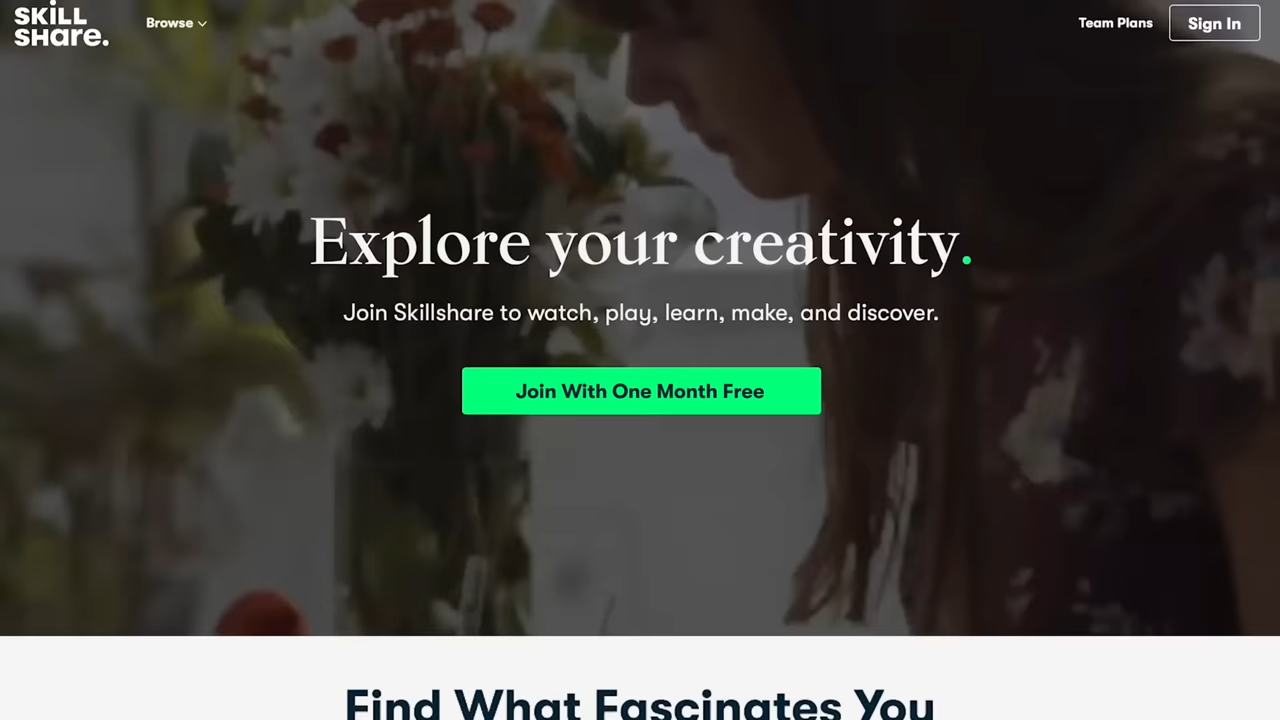 SKiLL
SHare.
Browse
Team Plans
Sign In
Explore your creativity.
Join Skillshare to watch, play, learn, make, and discover.
Join With One Month Free
Find What Fascinates You